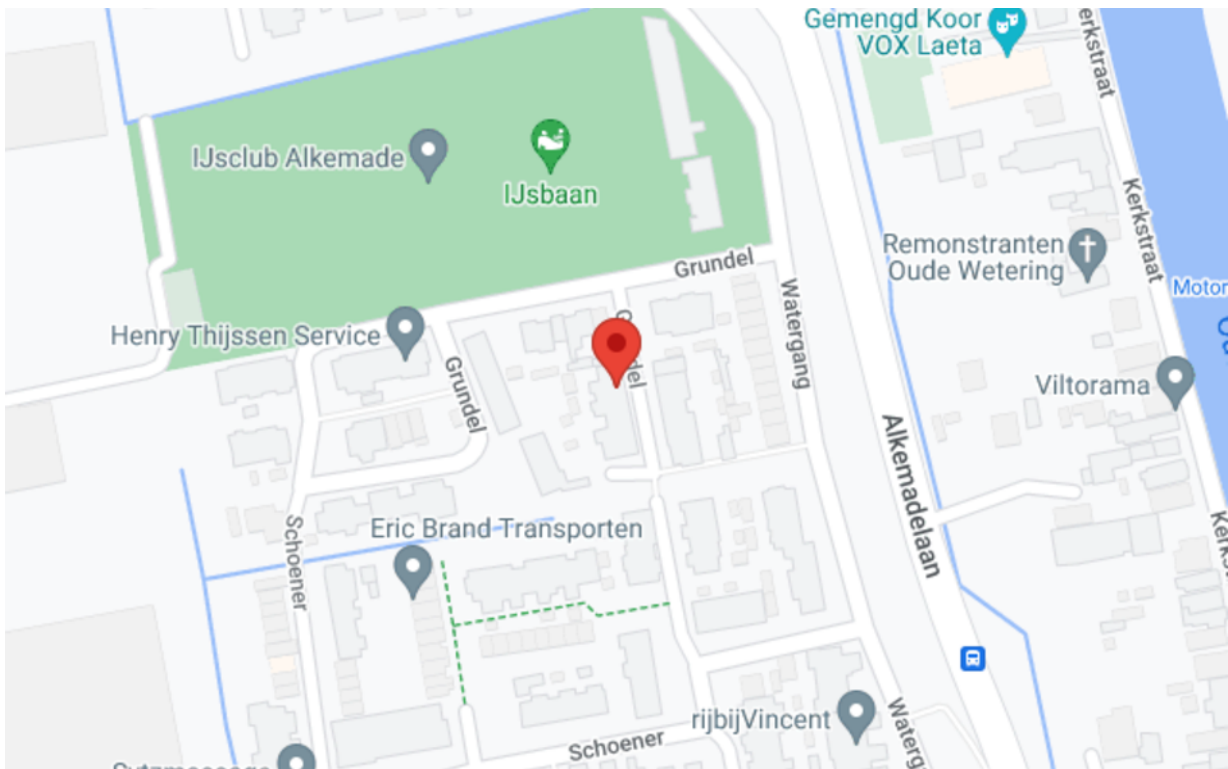 Gemengd Koor
VOX Laeta
IJsclub Alkemade
IJsbaan
Kerkstraat
Remonstranten
Oude Wetering
Grundel
Motor
Watergang
Henry Thijssen Service
Grundel
Viltorama
Alkemadelaan
Eric Brand Transporten
Schoener
rijbijVincent
Schoener